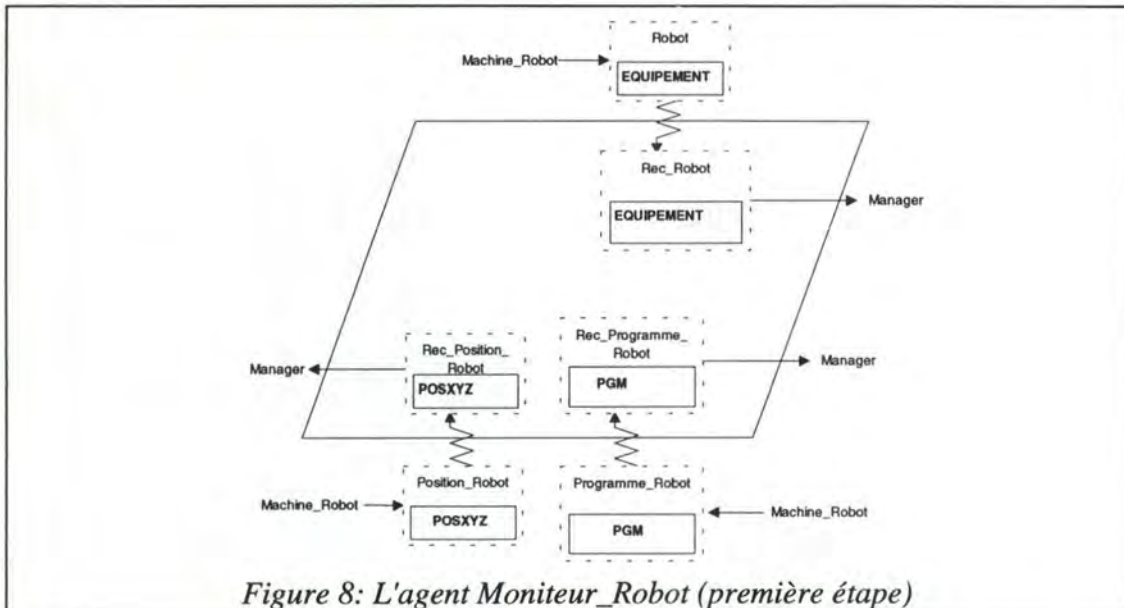 Robot
Machine_Robot
EQUIPEMENT
Rec_Robot
Manager
EQUIPEMENT
Rec_Position_
Robot
Rec_Programme_
Robot
Manager
Manager
POSXYZ
PGM
Position_Robot
Programme_Robot
Machine_Robot
Machine_Robot
POSXYZ
PGM
Figure 8: L'agent Moniteur_Robot (première étape)